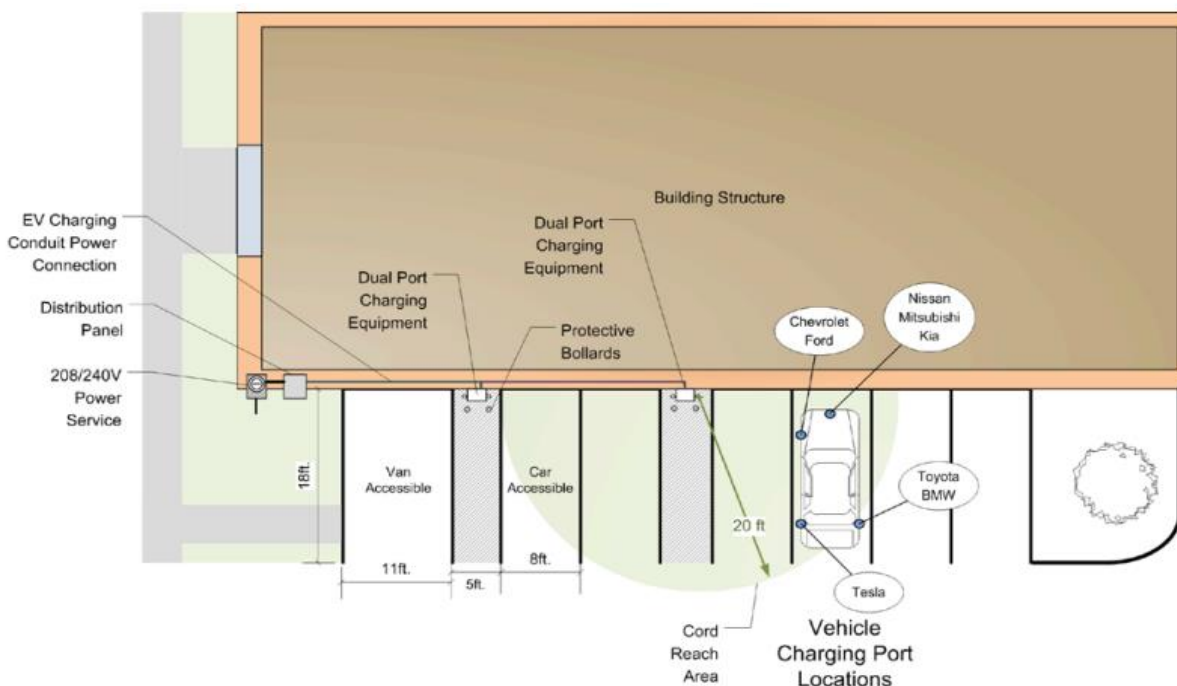 Building Structure
EV Charging
Conduit Power
Connection
Dual Port
Charging
Equipment
Dual Port
Charging
Equipment
Distribution
Panel
Protective
Bollards
Chevrolet
Ford
Nissan
Mitsubishi
Kia
208/240V
Power
Service
18ft.
Van
Accessible
Car
Accessible
Toyota
BMW
20 ft
11ft.
5ft.
8ft.
Tesla
Cord
Reach
Area
Vehicle
Charging Port
Locations